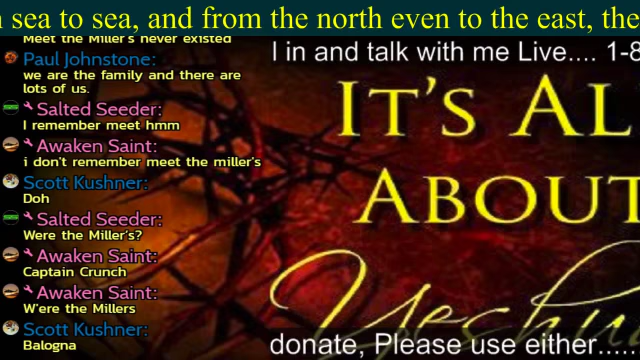 sea to sea, and from the north even to the east, the
Meet the Miller's never existed
Paul Johnstone:
we are the family and there are
lots of us.
Salted Seeder:
I remember meet hmm
Awaken Saint:
i don't remember meet the miller's
Scott Kushner:
Doh
Salted Seeder:
Were the Miller's?
Awaken Saint:
Captain Crunch
Awaken Saint:
W'ere the Millers
Scott Kushner:
Balogna
l in and talk with me Live.... 1-8
IT'S AL
ABOUT
Yeshu
donate, Please use either.....